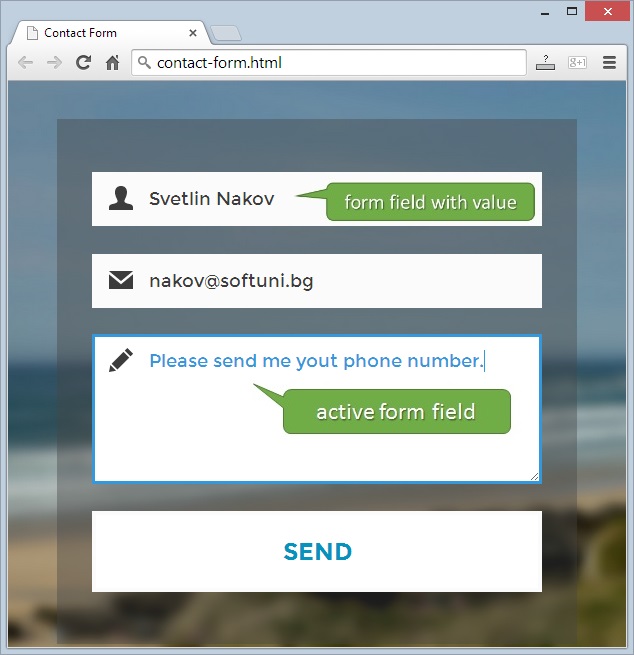 Contact Form
contact-form.html
?
g+1
Svetlin Nakov
form field with value
nakov@softuni.bg
Please send me yout phone number.
active form field
SEND